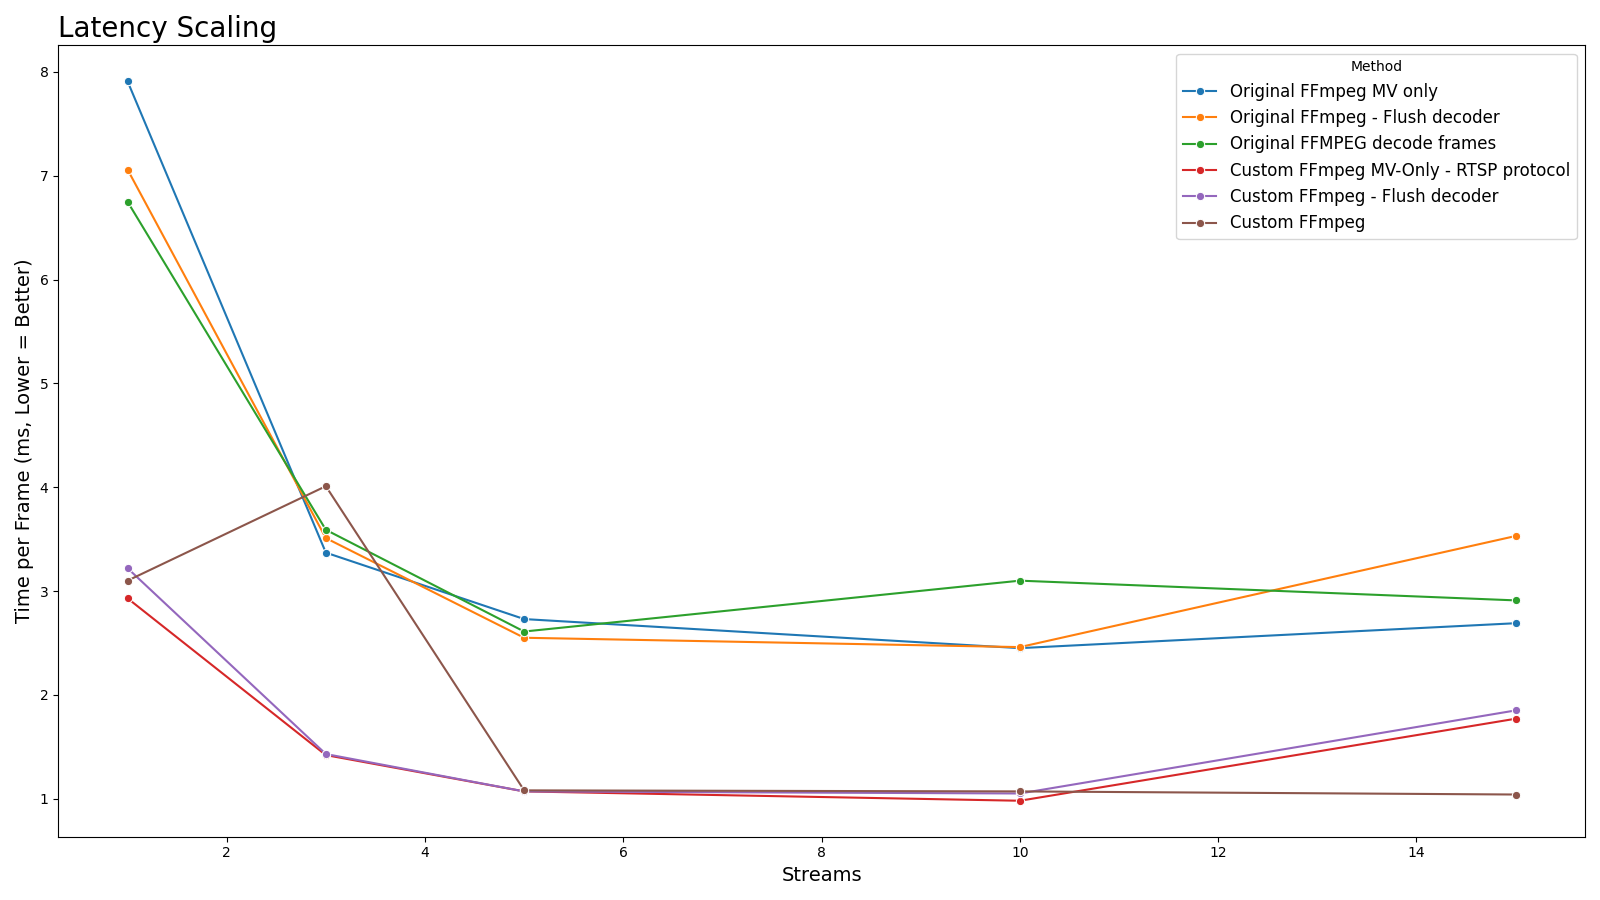 Latency Scaling
Method
Original FFmpeg MV only
Original FFmpeg - Flush decoder
Original FFMPEG decode frames
Custom FFmpeg MV-Only - RTSP protocol
Custom FFmpeg - Flush decoder
Custom FFmpeg
Time per Frame (ms, Lower = Better)
8
7
6
5
4
3
2
1
2 4 6 8 10 12 14
Streams